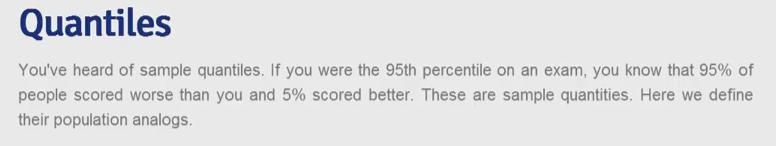 Quantiles
You've heard of sample quantiles. If you were the 95th percentile on an exam, you know that 95% of
people scored worse than you and 5% scored better. These are sample quantities. Here we define
their population analogs.